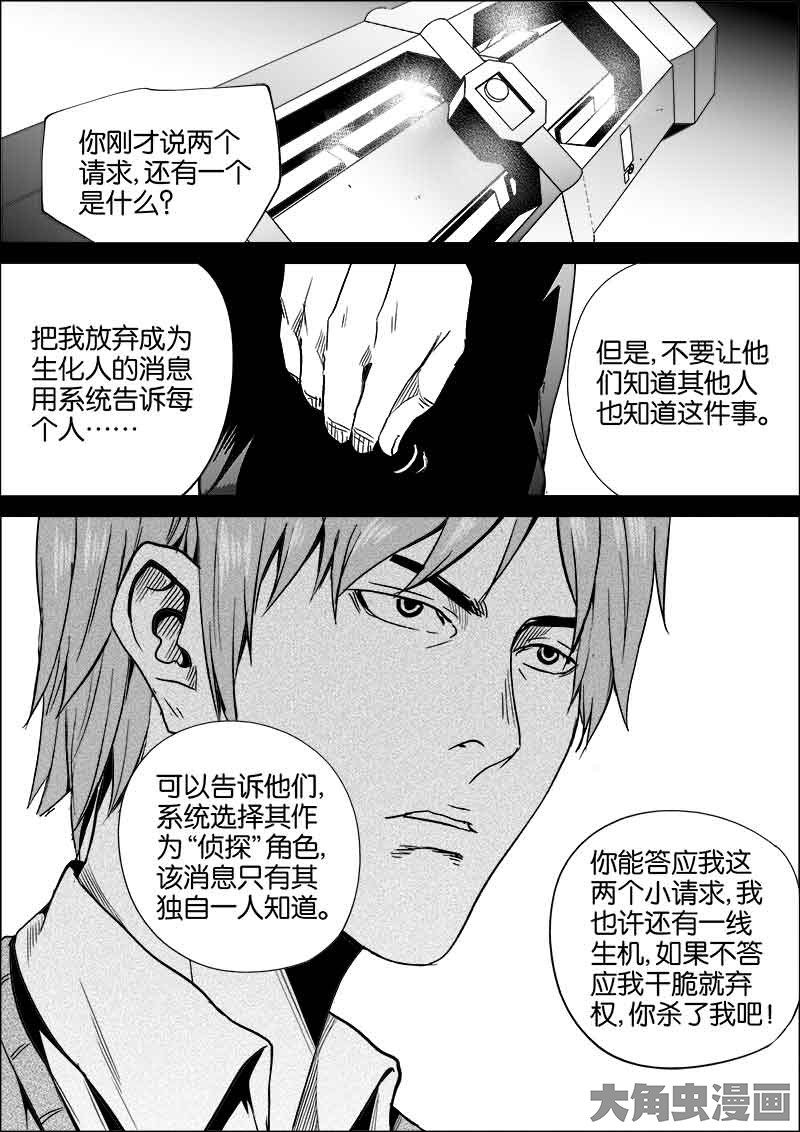 你刚才说两个
请求,还有一个
是什么?
把我放弃成为
生化人的消息
用系统告诉每
个人……
但是,不要让他
们知道其他人
也知道这件事。
可以告诉他们,
系统选择其作
为“侦探”角色,
该消息只有其
独自一人知道。
你能答应我这
两个小请求,我
也许还有一线
生机,如果不答
应我干脆就弃
权,你杀了我吧!
大角虫漫画